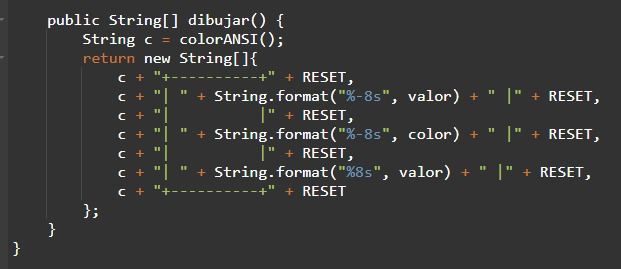 public String[] dibujar() {
String c = colorANSI();
return new String[]{
c + "+----------+" + RESET,
c + "| " + String.format("%-8s", valor) + " |" + RESET,
c + "|          |" + RESET,
c + "| " + String.format("%-8s", color) + " |" + RESET,
c + "|          |" + RESET,
c + "| " + String.format("%8s", valor) + " |" + RESET,
c + "+----------+" + RESET
};
}
}